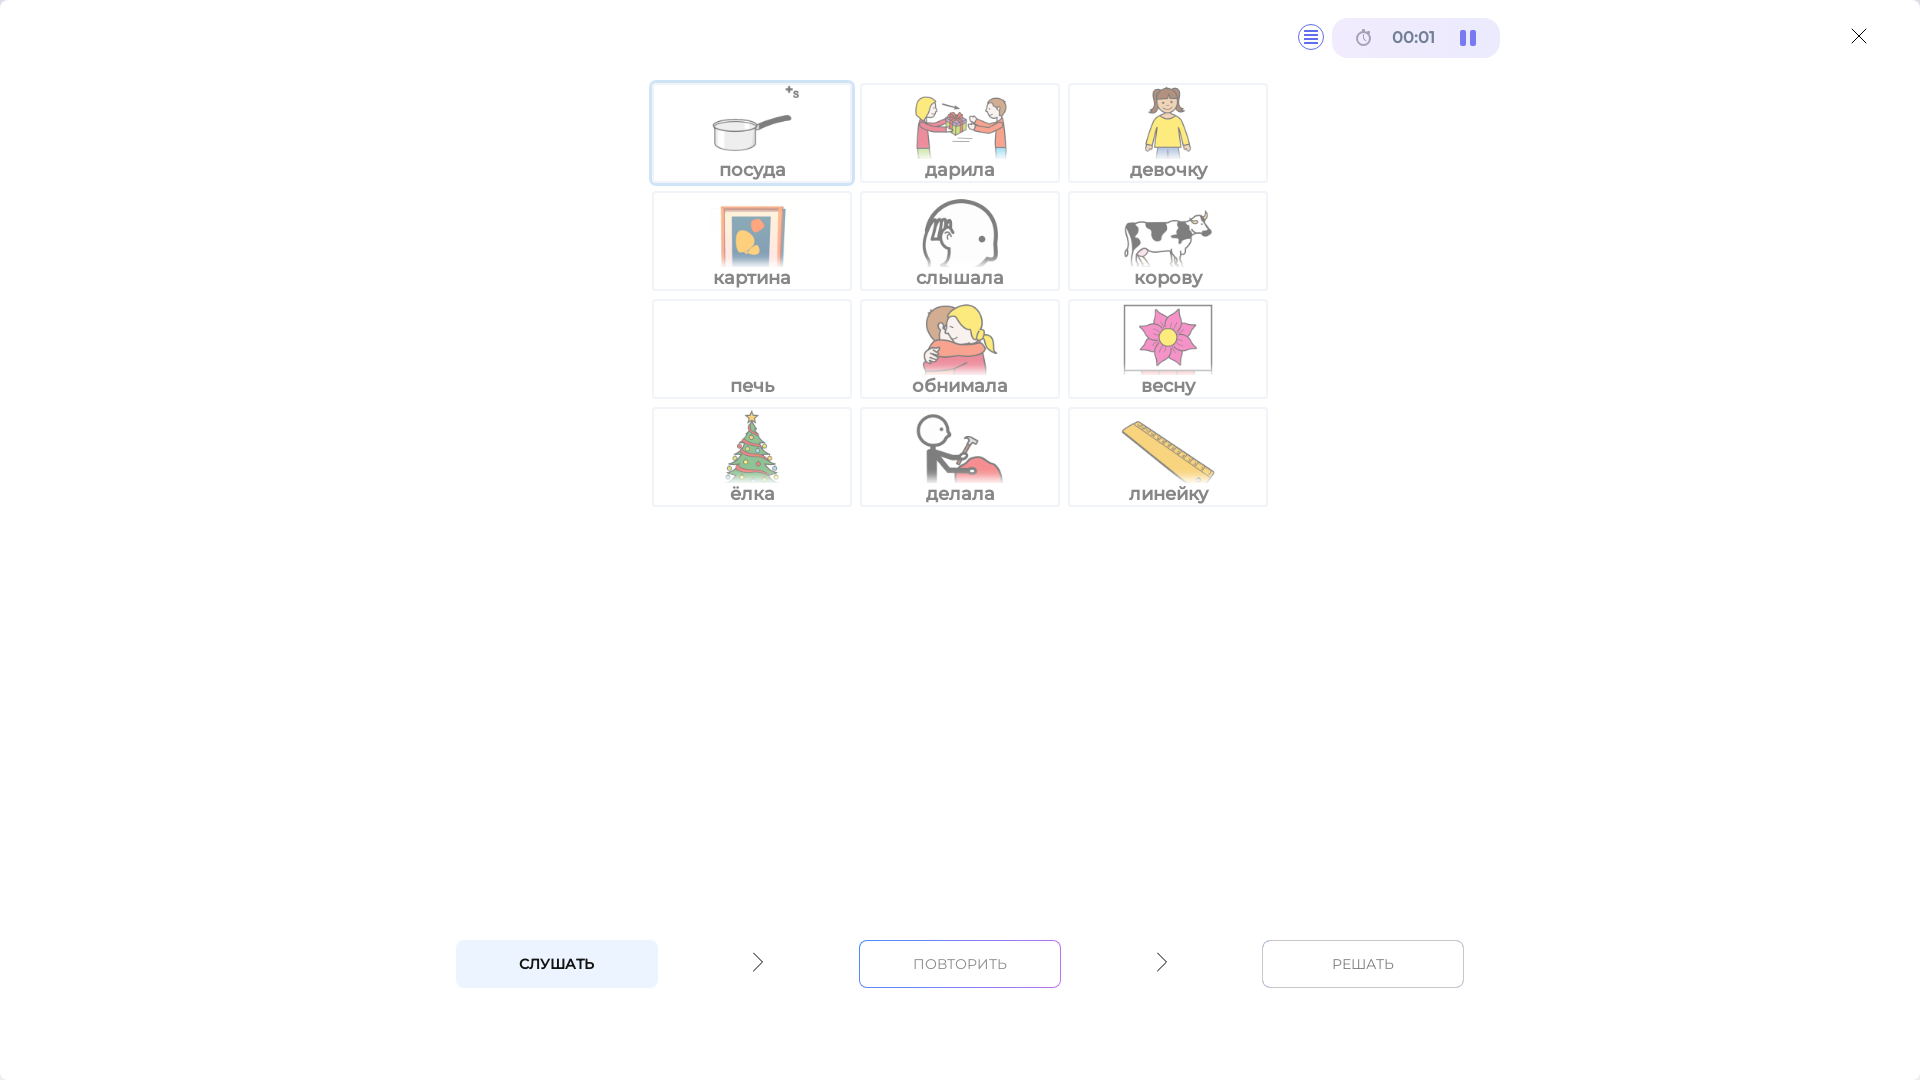 00:01
+s
посуда
дарила
девочку
картина
слышала
корову
печь
обнимала
весну
ёлка
делала
линейку
СЛУШАТЬ
ПОВТОРИТЬ
РЕШАТЬ